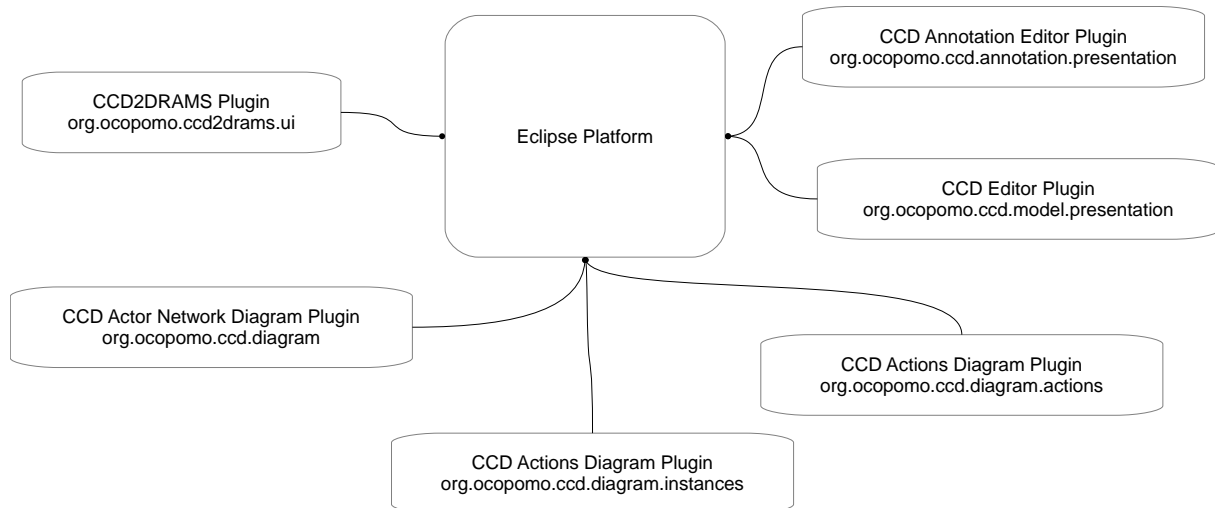 CCD Annotation Editor Plugin
org.ocopomo.ccd.annotation.presentation
CCD2DRAMS Plugin
org.ocopomo.ccd2drams.ui
Eclipse Platform
CCD Editor Plugin
org.ocopomo.ccd.model.presentation
CCD Actor Network Diagram Plugin
org.ocopomo.ccd.diagram
CCD Actions Diagram Plugin
org.ocopomo.ccd.diagram.actions
CCD Actions Diagram Plugin
org.ocopomo.ccd.diagram.instances